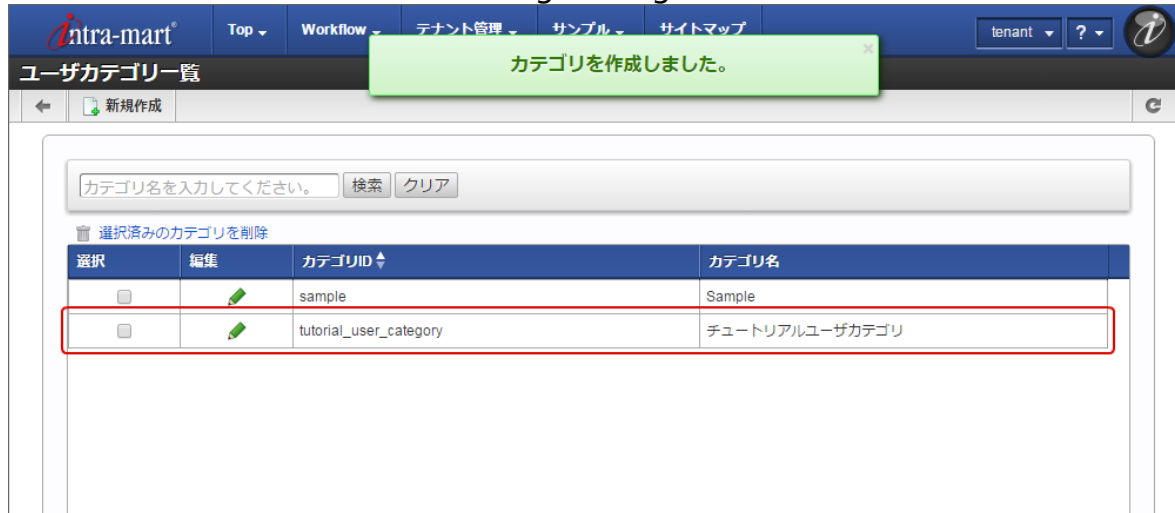 intra-mart® Top Workflow テナント管理 サンプル サイトマップ tenant ?
カテゴリを作成しました。 ×
ユーザカテゴリ一覧
新規作成
カテゴリ名を入力してください。 検索 クリア
選択済みのカテゴリを削除
選択 編集 カテゴリID カテゴリ名
sample Sample
tutorial_user_category チュートリアルユーザカテゴリ